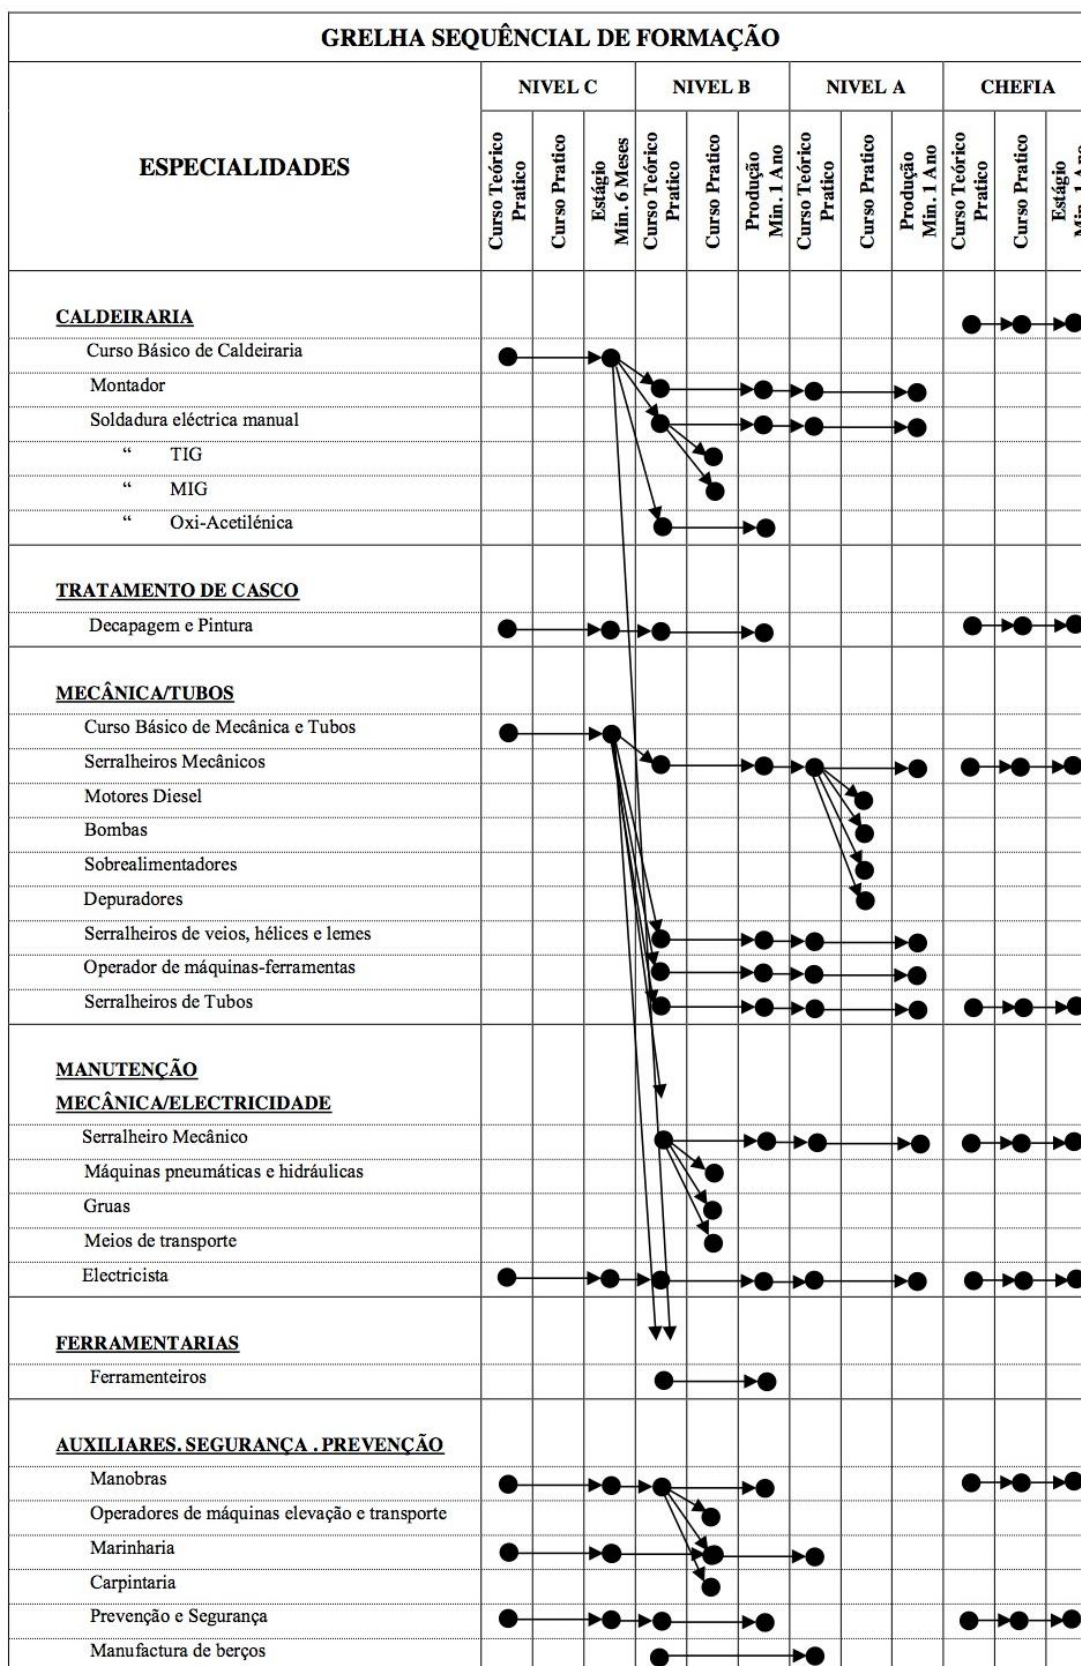 GRELHA SEQUÊNCIAL DE FORMAÇÃO
ESPECIALIDADES
NIVEL C
NIVEL B
NIVEL A
CHEFIA
Curso Teórico
Pratico
Curso Pratico
Estágio
Min. 6 Meses
Curso Teórico
Pratico
Curso Pratico
Produção
Min. 1 Ano
Curso Teórico
Pratico
Curso Pratico
Produção
Min. 1 Ano
Curso Teórico
Pratico
Curso Pratico
Estágio
Min. 1 Ano
CALDEIRARIA
Curso Básico de Caldeiraria
Montador
Soldadura eléctrica manual
“ TIG
“ MIG
“ Oxi-Acetilénica
TRATAMENTO DE CASCO
Decapagem e Pintura
MECÂNICA/TUBOS
Curso Básico de Mecânica e Tubos
Serralheiros Mecânicos
Motores Diesel
Bombas
Sobrealimentadores
Depuradores
Serralheiros de veios, hélices e lemes
Operador de máquinas-ferramentas
Serralheiros de Tubos
MANUTENÇÃO
MECÂNICA/ELECTRICIDADE
Serralheiro Mecânico
Máquinas pneumáticas e hidráulicas
Gruas
Meios de transporte
Electricista
FERRAMENTARIAS
Ferramenteiros
AUXILIARES. SEGURANÇA . PREVENÇÃO
Manobras
Operadores de máquinas elevação e transporte
Marinharia
Carpintaria
Prevenção e Segurança
Manufactura de berços